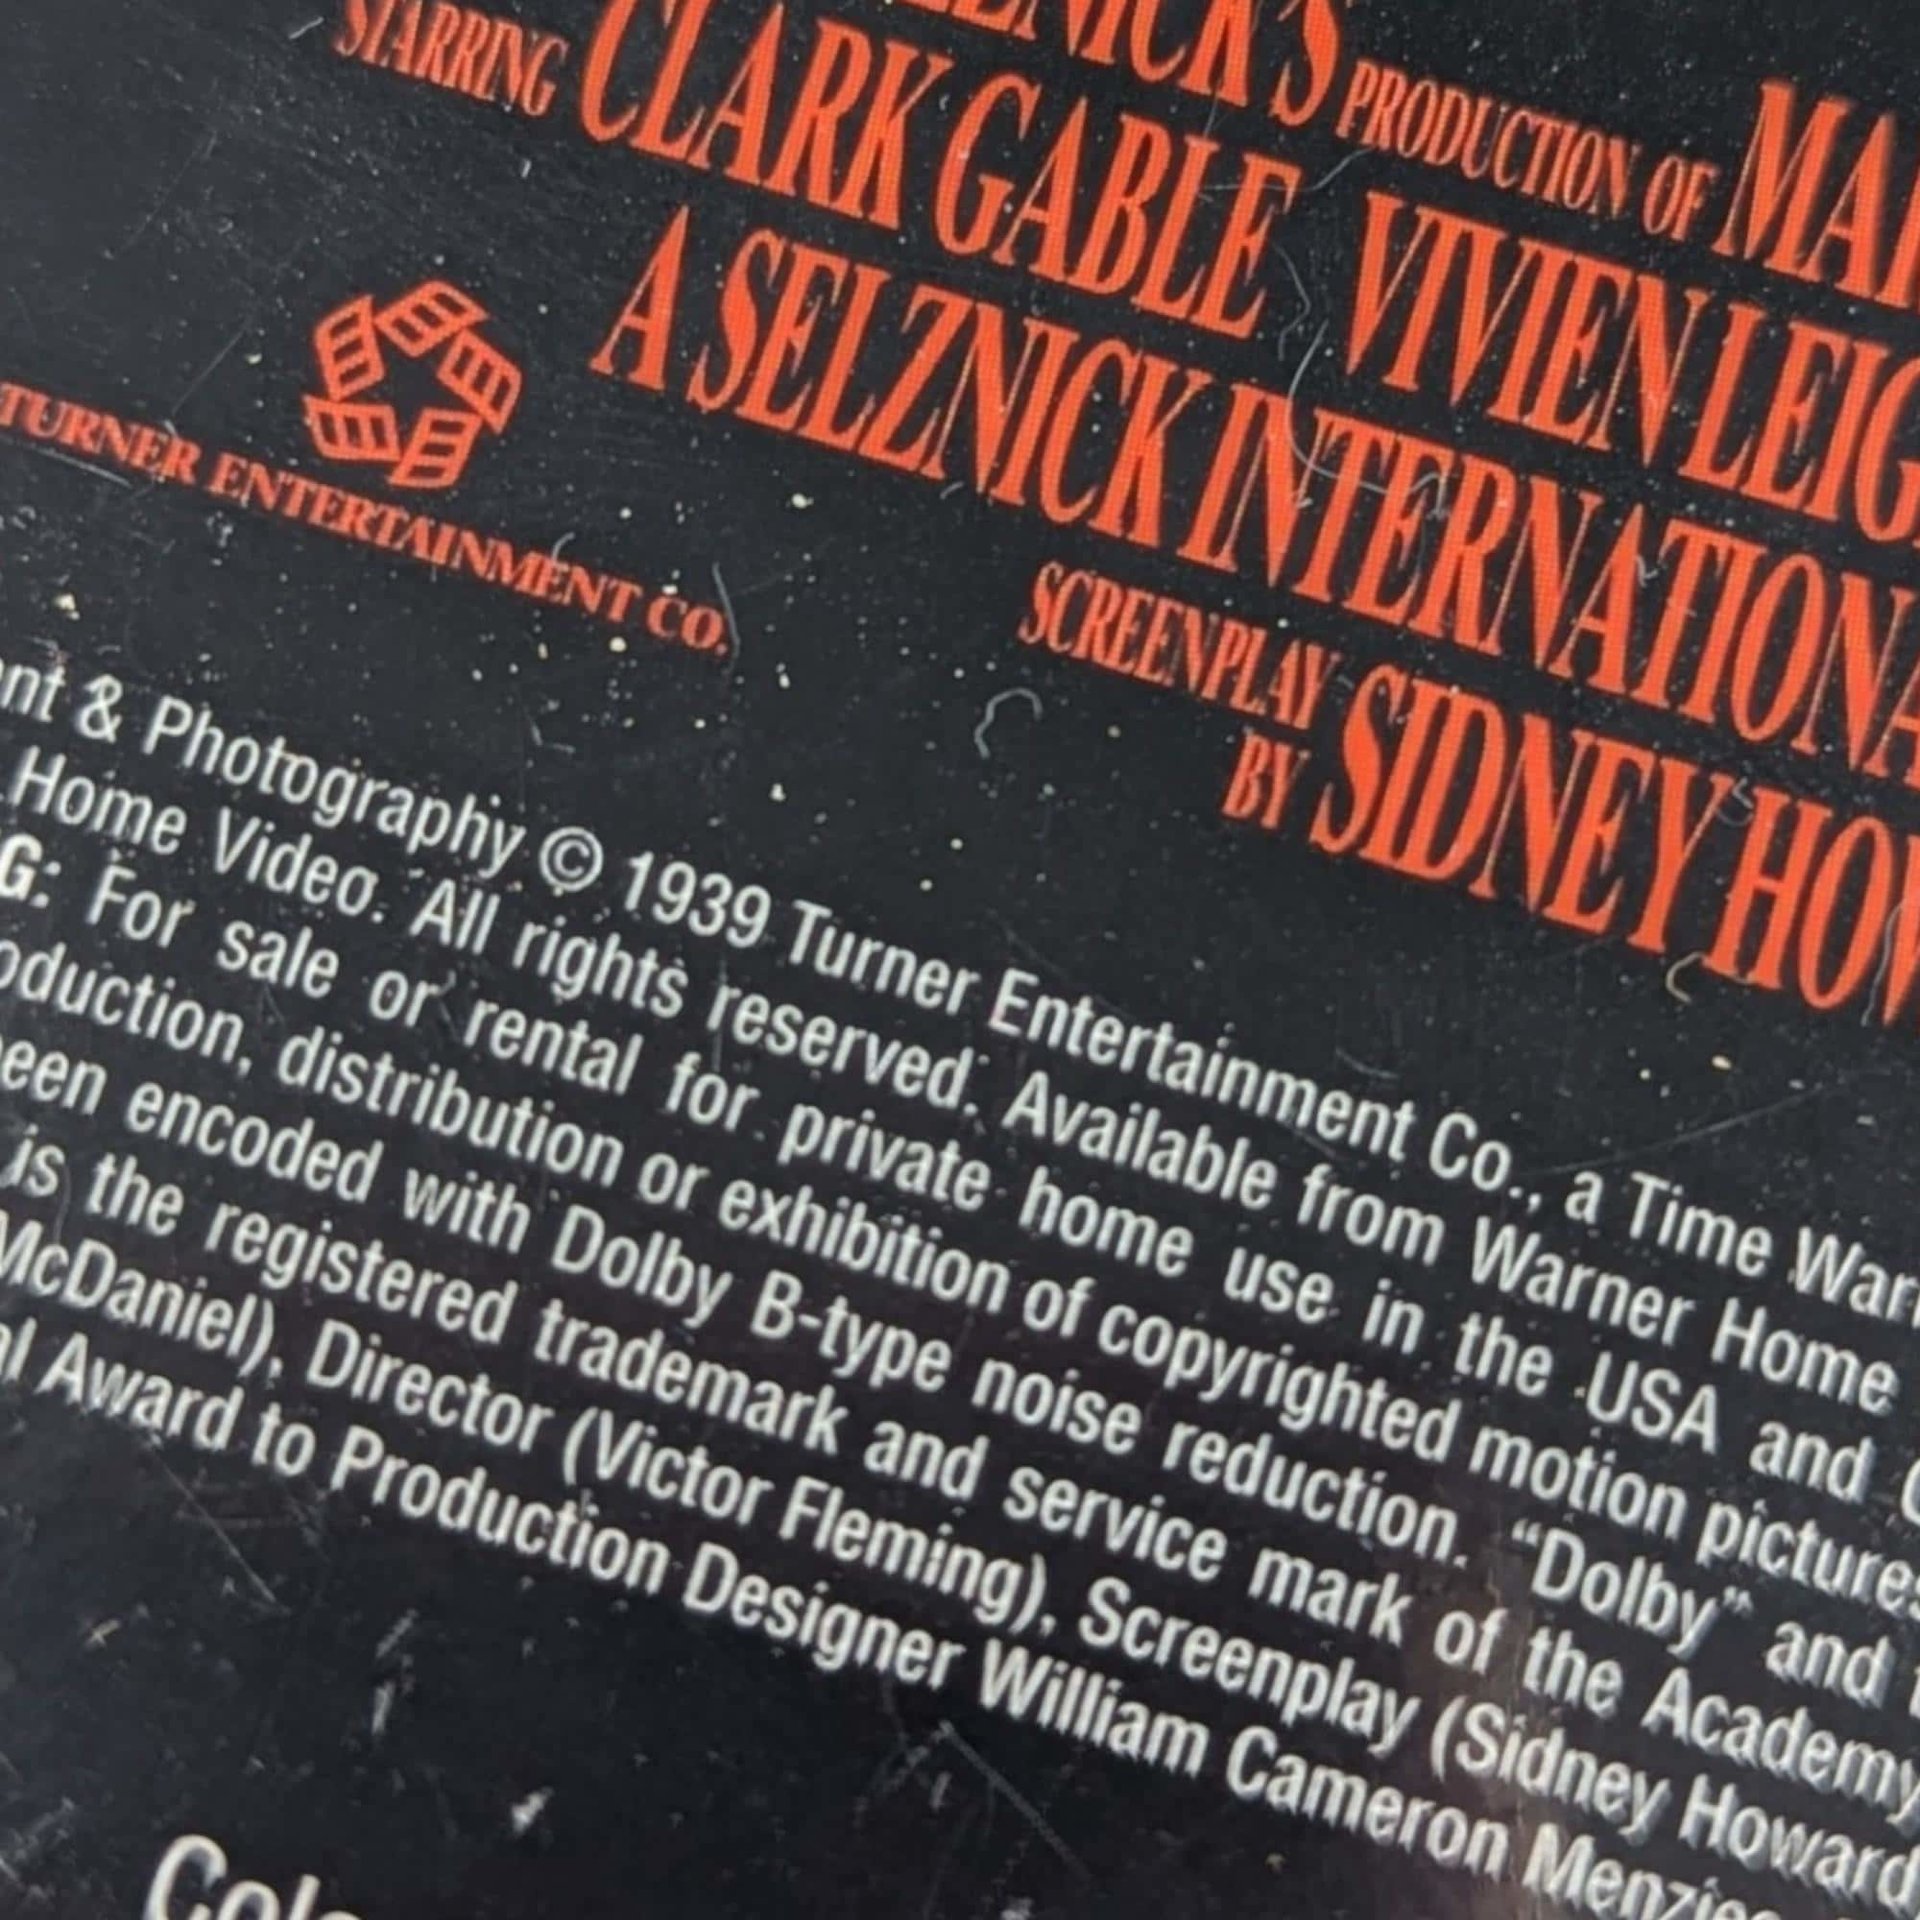 ZNICK'S PRODUCTION OF MA
STARRING CLARK GABLE VIVIEN LEIG
A SELZNICK INTERNATIONA
SCREENPLAY
BY SIDNEY HOW
TURNER ENTERTAINMENT CO.
nt & Photography © 1939 Turner Entertainment Co., a Time War
Home Video. All rights reserved. Available from Warner Home
G: For sale or rental for private home use in the USA and C
oduction, distribution or exhibition of copyrighted motion pictures
een encoded with Dolby B-type noise reduction. “Dolby” and
is the registered trademark and service mark of the Academy
McDaniel), Director (Victor Fleming), Screenplay (Sidney Howard
al Award to Production Designer William Cameron Menzies
Colo